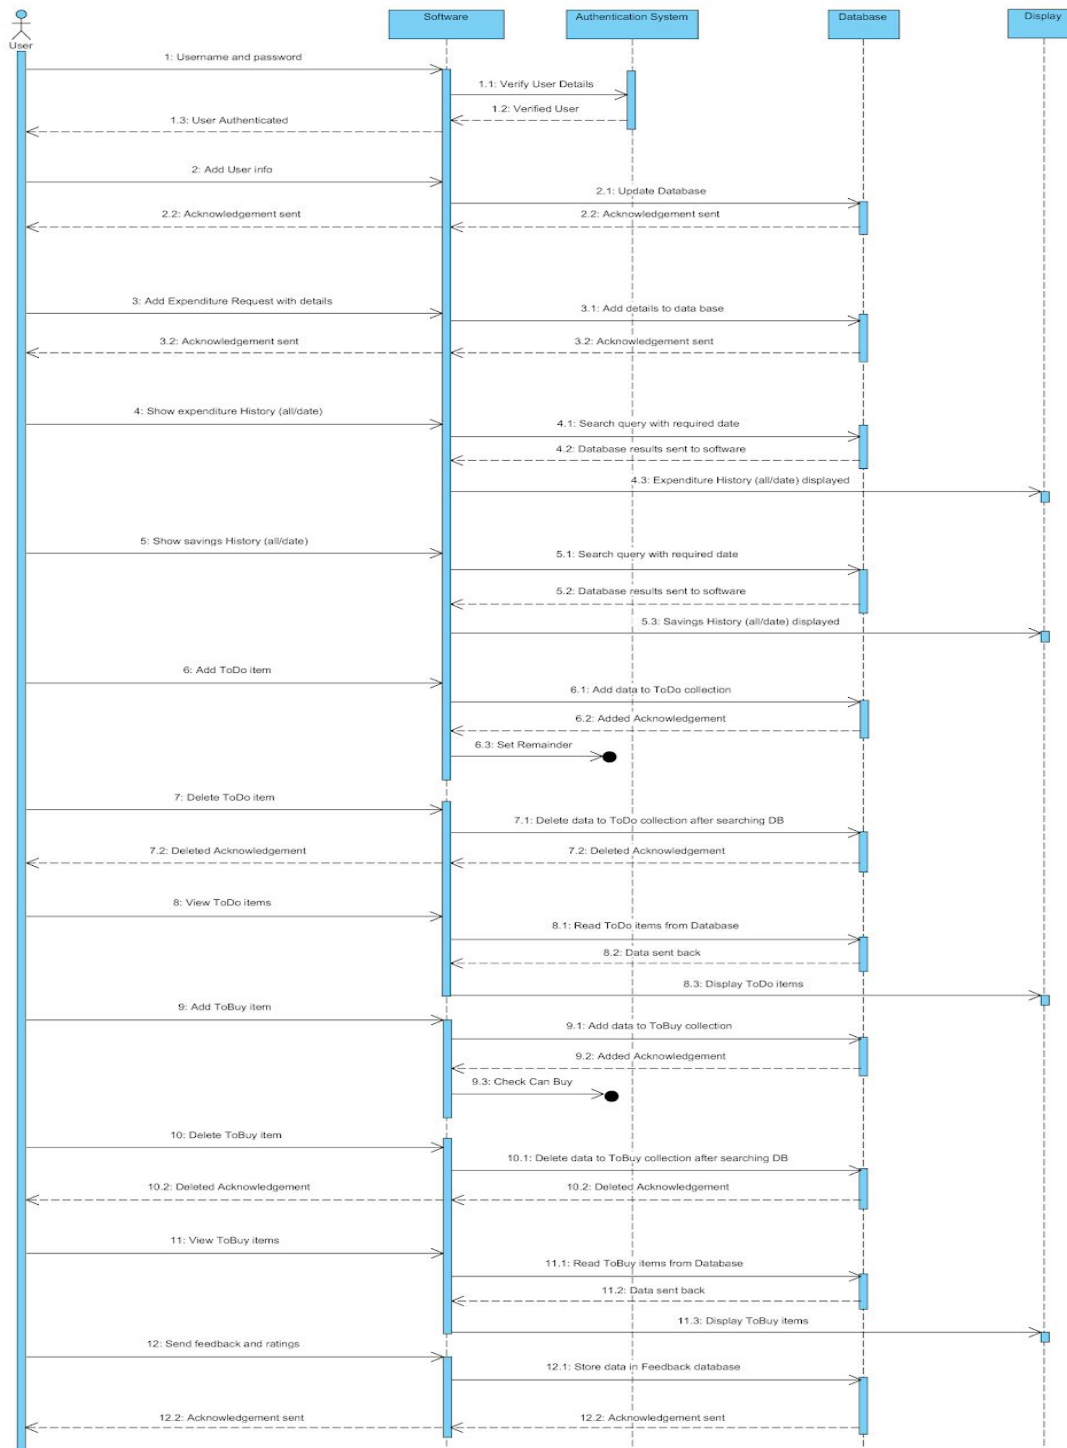 Software
Authentication System
Database
Display
User
1: Username and password
1.1: Verify User Details
1.2: Verified User
1.3: User Authenticated
2: Add User info
2.1: Update Database
2.2: Acknowledgement sent
2.2: Acknowledgement sent
3: Add Expenditure Request with details
3.1: Add details to data base
3.2: Acknowledgement sent
3.2: Acknowledgement sent
4: Show expenditure History (all/date)
4.1: Search query with required date
4.2: Database results sent to software
4.3: Expenditure History (all/date) displayed
5: Show savings History (all/date)
5.1: Search query with required date
5.2: Database results sent to software
5.3: Savings History (all/date) displayed
6: Add ToDo item
6.1: Add data to ToDo collection
6.2: Added Acknowledgement
6.3: Set Remainder
7: Delete ToDo item
7.1: Delete data to ToDo collection after searching DB
7.2: Deleted Acknowledgement
7.2: Deleted Acknowledgement
8: View ToDo items
8.1: Read ToDo items from Database
8.2: Data sent back
8.3: Display ToDo items
9: Add ToBuy item
9.1: Add data to ToBuy collection
9.2: Added Acknowledgement
9.3: Check Can Buy
10: Delete ToBuy item
10.1: Delete data to ToBuy collection after searching DB
10.2: Deleted Acknowledgement
10.2: Deleted Acknowledgement
11: View ToBuy items
11.1: Read ToBuy items from Database
11.2: Data sent back
11.3: Display ToBuy items
12: Send feedback and ratings
12.1: Store data in Feedback database
12.2: Acknowledgement sent
12.2: Acknowledgement sent